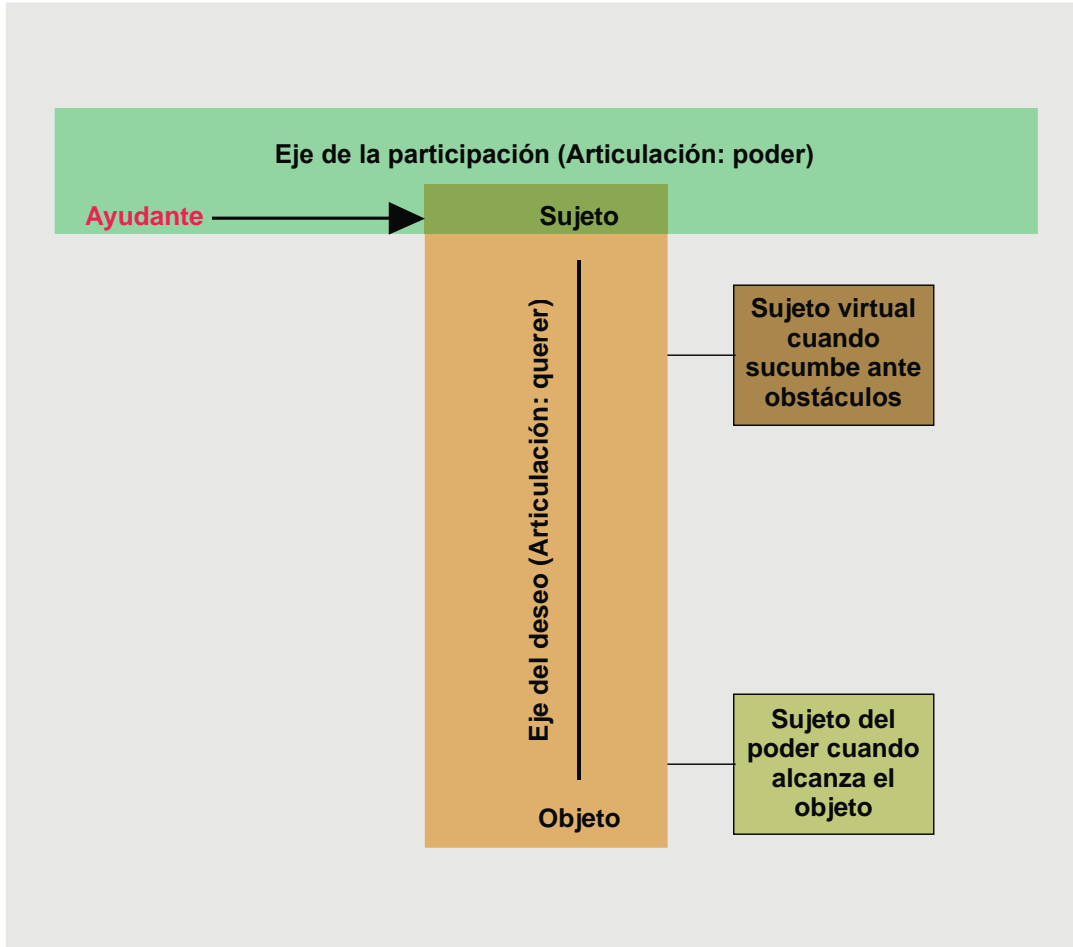 Eje de la participación (Articulación: poder)
Ayudante
Sujeto
Eje del deseo (Articulación: querer)
Sujeto virtual
cuando
sucumbe ante
obstáculos
Sujeto del
poder cuando
alcanza el
objeto
Objeto